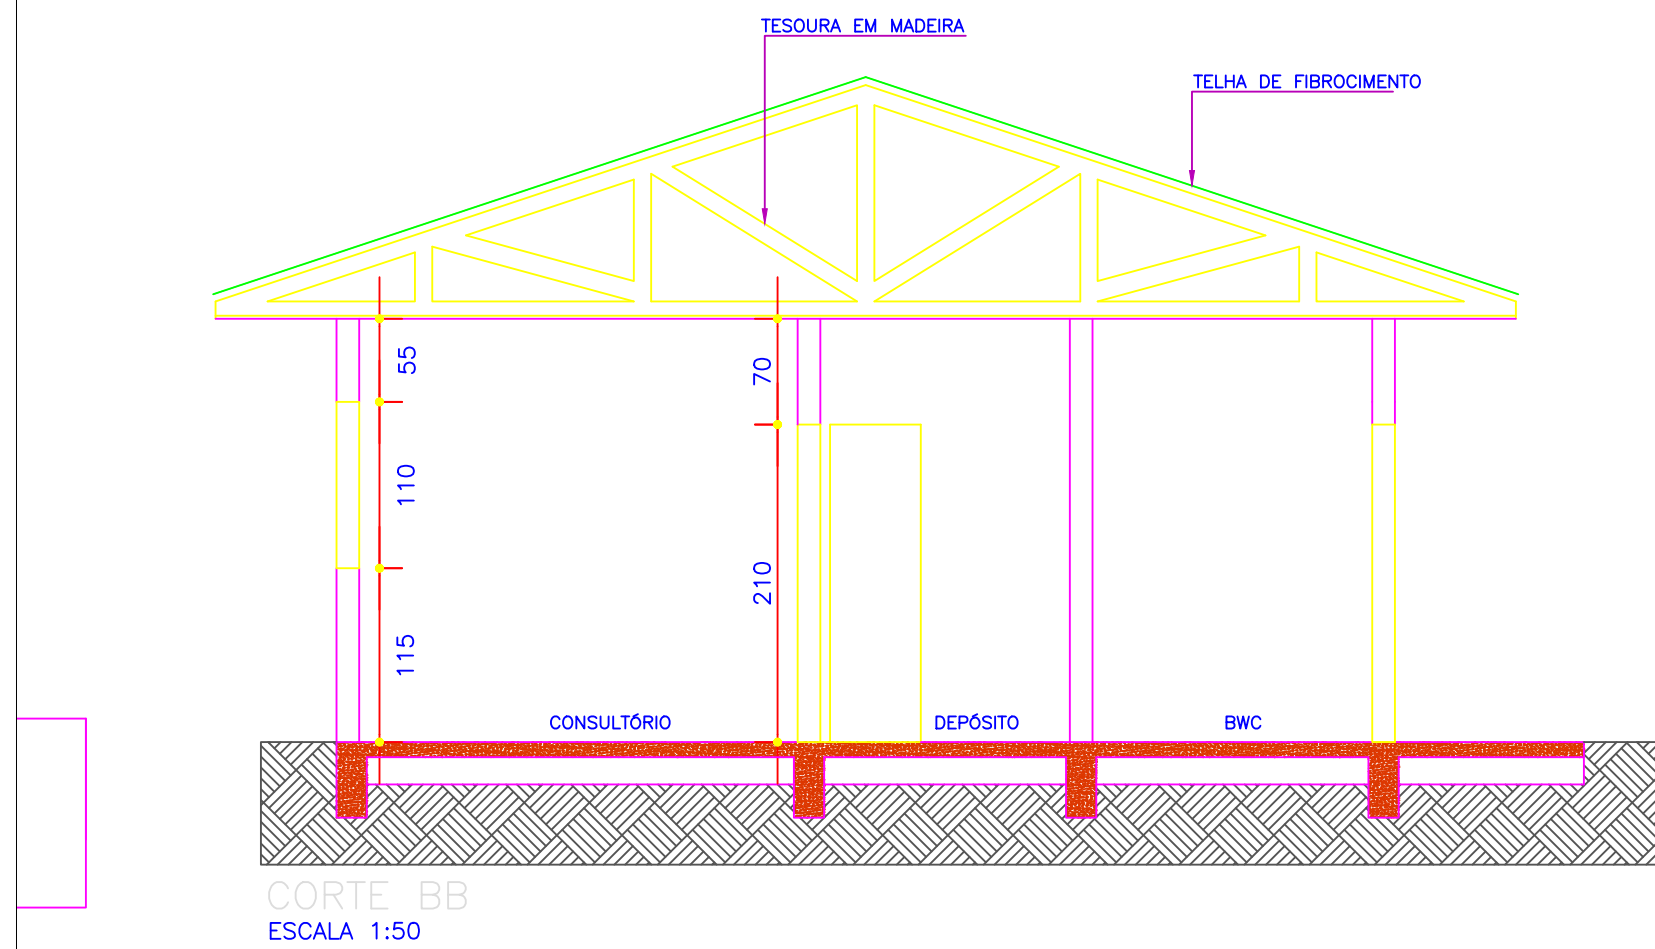 TESOURA EM MADEIRA
TELHA DE FIBROCIMENTO
55
70
110
210
115
CONSULTÓRIO
DEPÓSITO
BWC
CORTE BB
ESCALA 1:50